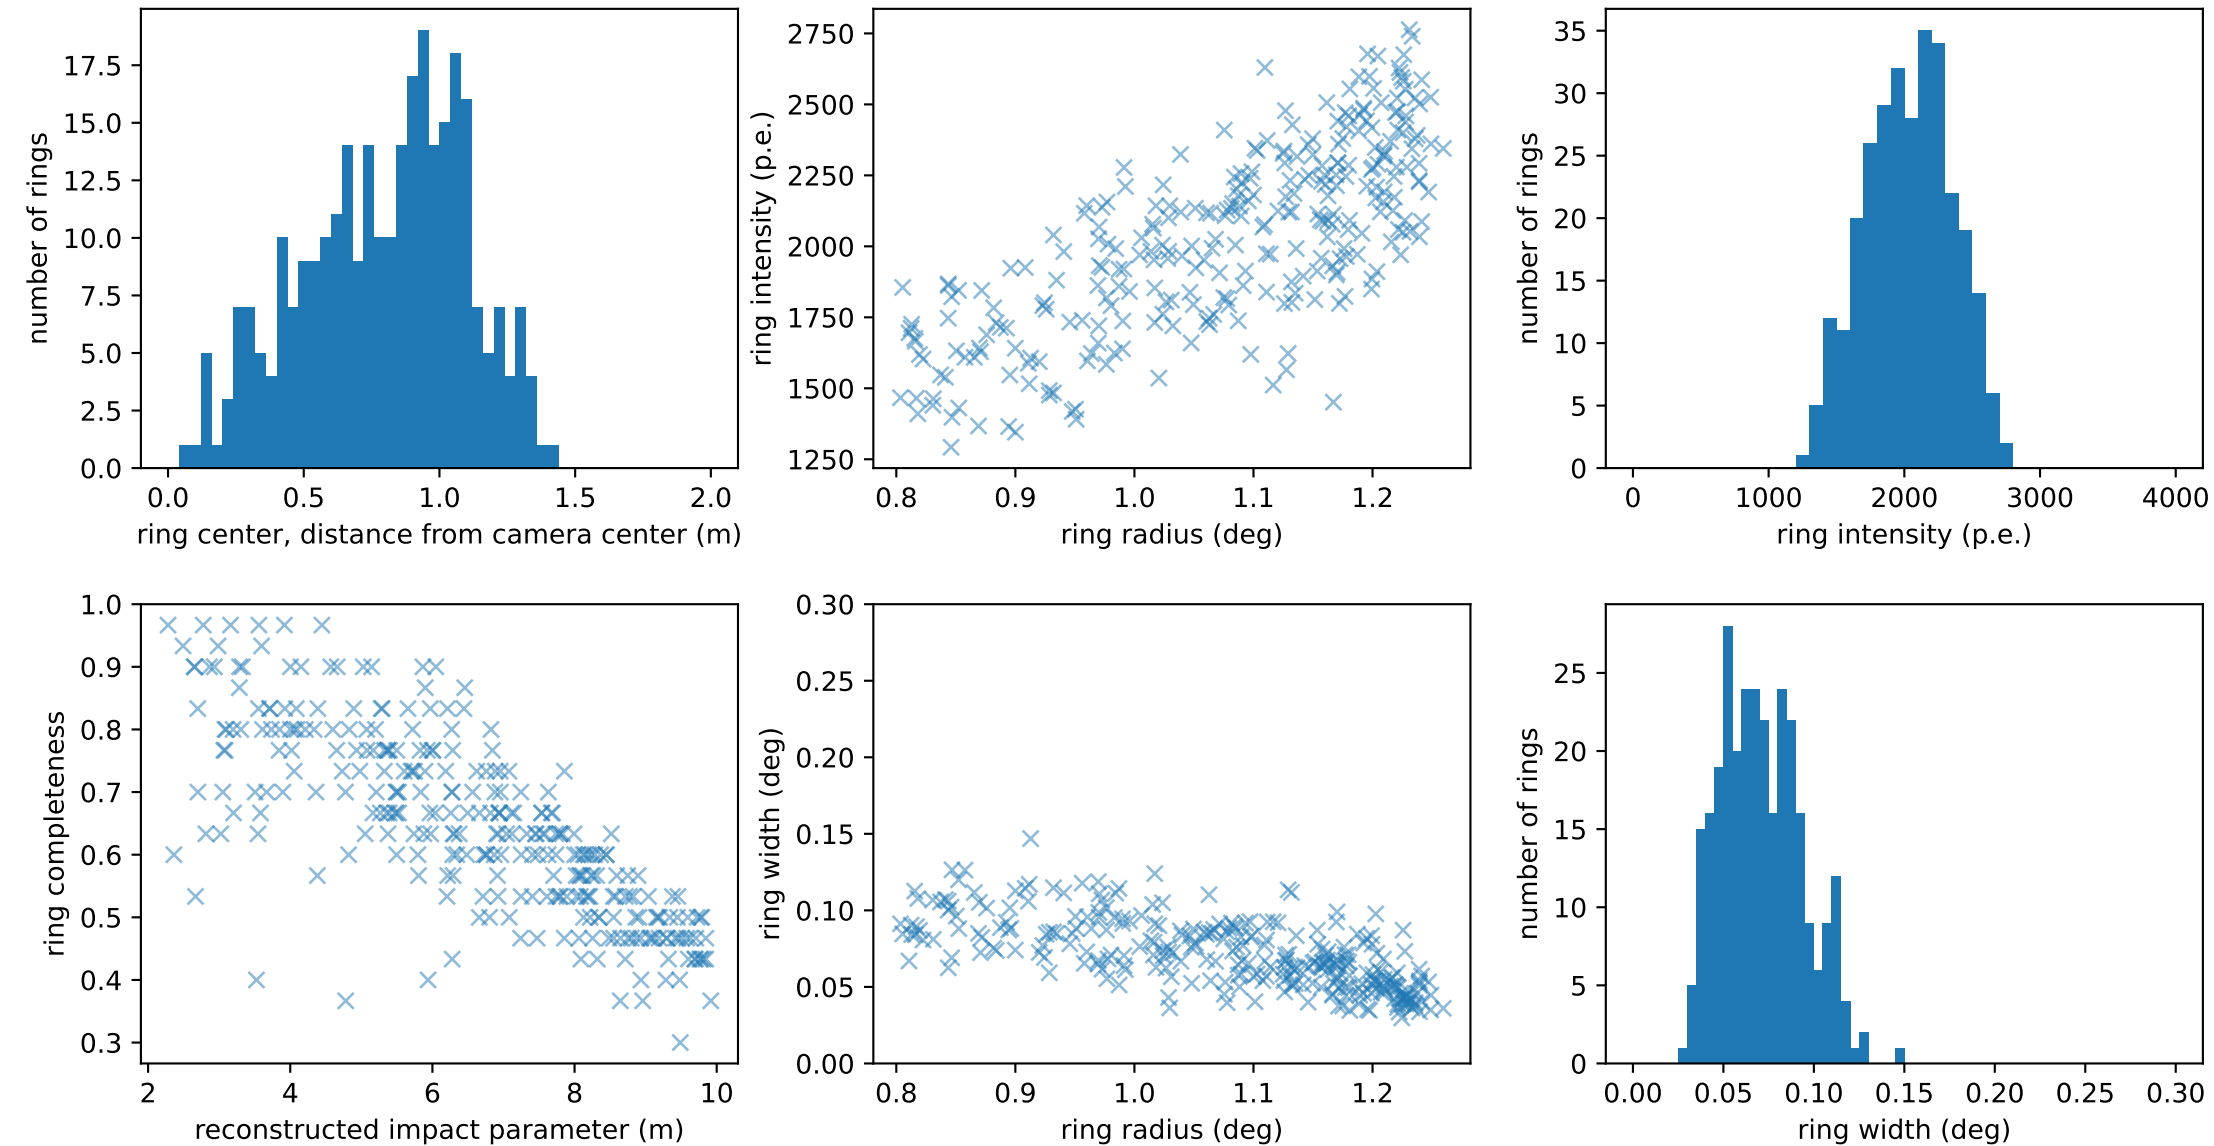 number of rings
17.5
15.0
12.5
10.0
7.5
5.0
2.5
0.0
0.0 0.5 1.0 1.5 2.0
ring center, distance from camera center (m)
ring intensity (p.e.)
2750
2500
2250
2000
1750
1500
1250
0.8 0.9 1.0 1.1 1.2
ring radius (deg)
number of rings
35
30
25
20
15
10
5
0
0 1000 2000 3000 4000
ring intensity (p.e.)
ring completeness
1.0
0.9
0.8
0.7
0.6
0.5
0.4
0.3
2 4 6 8 10
reconstructed impact parameter (m)
ring width (deg)
0.30
0.25
0.20
0.15
0.10
0.05
0.00
0.8 0.9 1.0 1.1 1.2
ring radius (deg)
number of rings
25
20
15
10
5
0
0.00 0.05 0.10 0.15 0.20 0.25 0.30
ring width (deg)